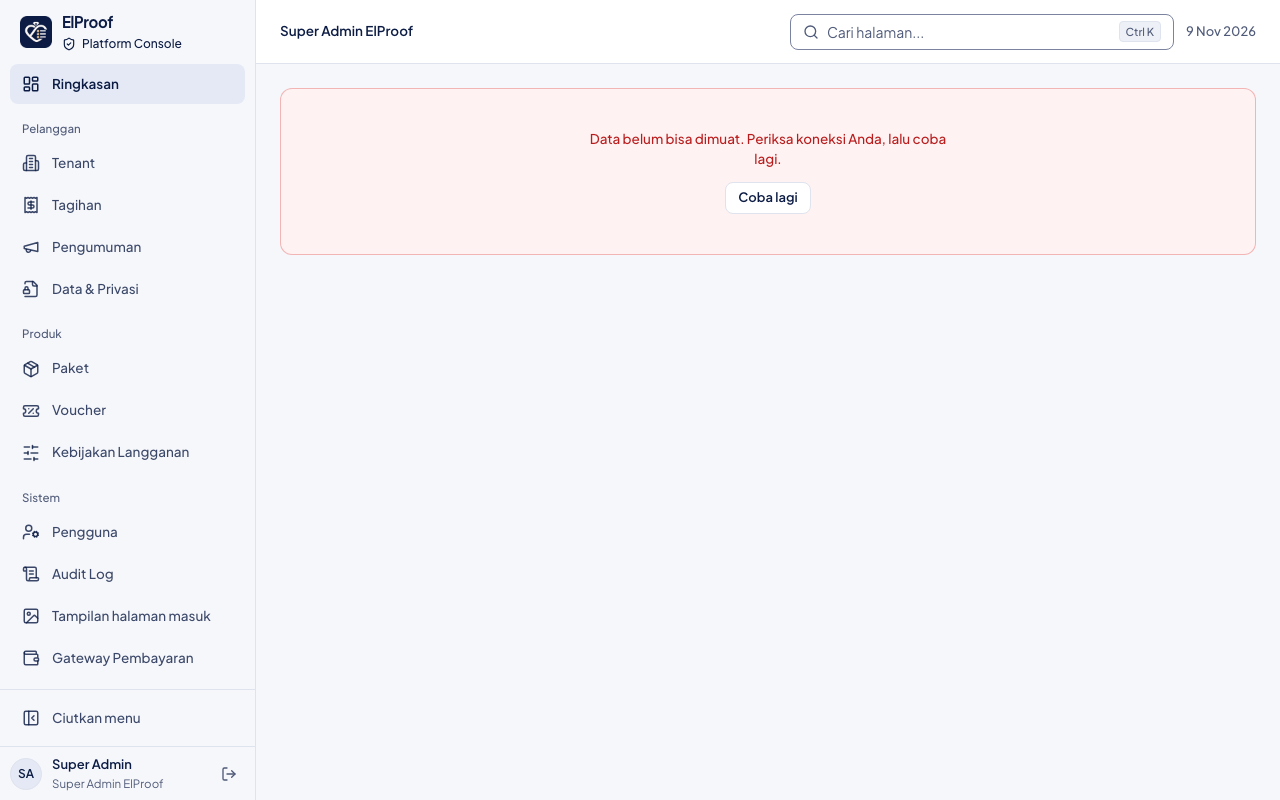 ElProof
Platform Console
Super Admin ElProof
Cari halaman...
Ctrl K
9 Nov 2026
Ringkasan
Pelanggan
Tenant
Tagihan
Pengumuman
Data & Privasi
Produk
Paket
Voucher
Kebijakan Langganan
Sistem
Pengguna
Audit Log
Tampilan halaman masuk
Gateway Pembayaran
Ciutkan menu
SA
Super Admin
Super Admin ElProof
Data belum bisa dimuat. Periksa koneksi Anda, lalu coba
lagi.
Coba lagi